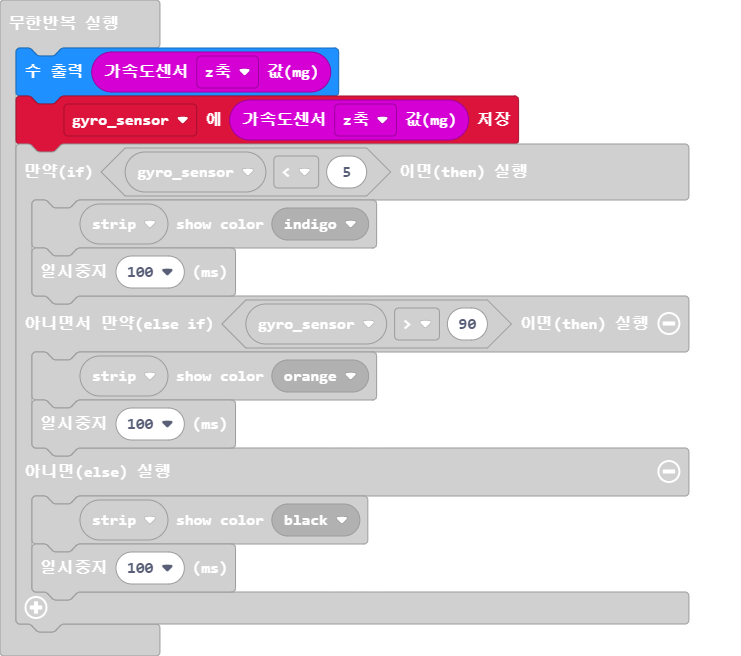 무한반복 실행
수 출력 가속도센서 z축 값(mg)
gyro_sensor 에 가속도센서 z축 값(mg) 저장
만약(if) gyro_sensor < 5 이면(then) 실행
strip show color indigo
일시중지 100 (ms)
아니면서 만약(else if) gyro_sensor > 90 이면(then) 실행
strip show color orange
일시중지 100 (ms)
아니면(else) 실행
strip show color black
일시중지 100 (ms)